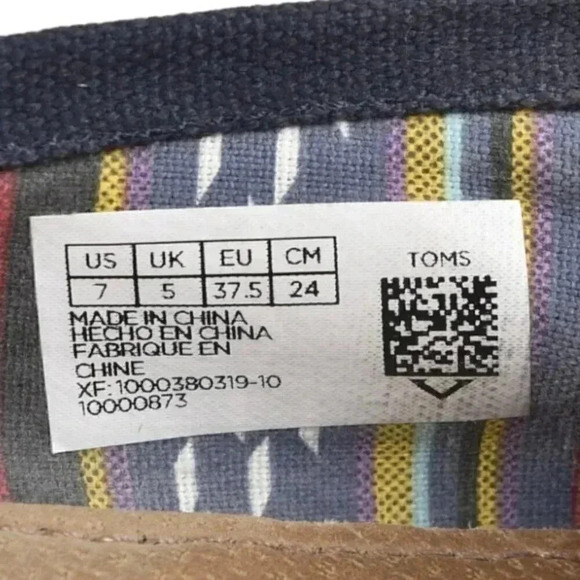 US UK EU CM TOMS
7 5 37.5 24
MADE IN CHINA
HECHO EN CHINA
FABRIQUE EN
CHINE
XF: 1000380319-10
10000873